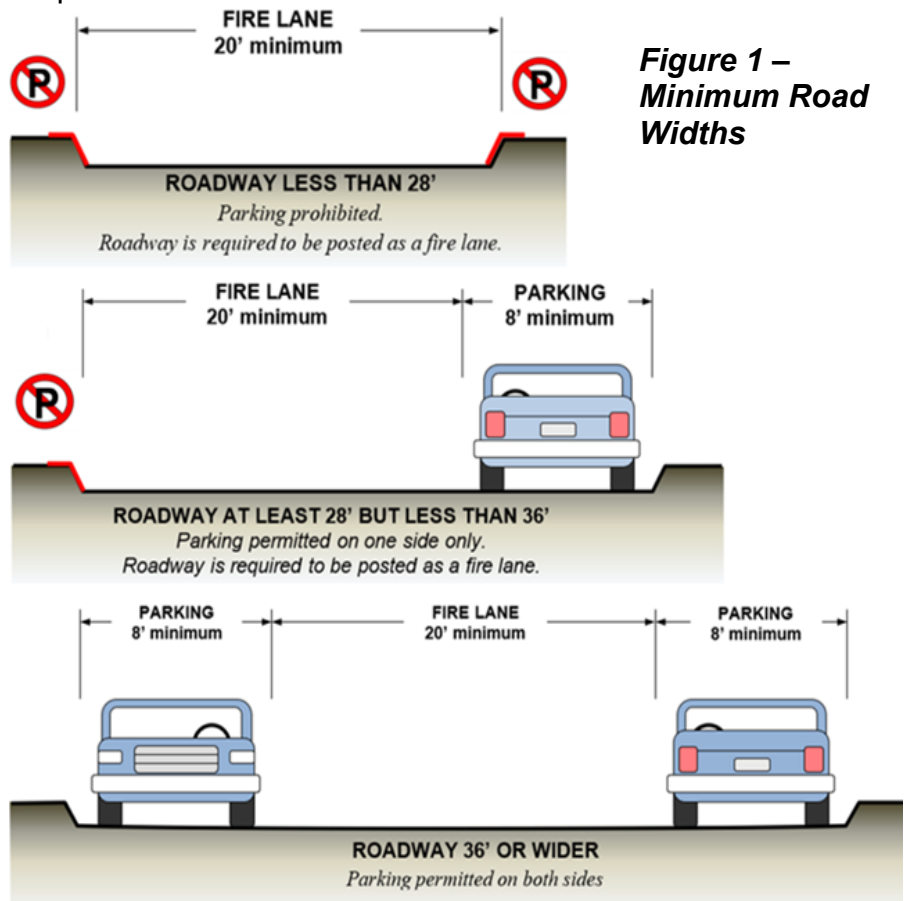 FIRE LANE
20' minimum
Figure 1 –
Minimum Road
Widths
P
P
ROADWAY LESS THAN 28'
Parking prohibited.
Roadway is required to be posted as a fire lane.
FIRE LANE
20' minimum
PARKING
8' minimum
P
ROADWAY AT LEAST 28' BUT LESS THAN 36'
Parking permitted on one side only.
Roadway is required to be posted as a fire lane.
PARKING
8' minimum
FIRE LANE
20' minimum
PARKING
8' minimum
ROADWAY 36' OR WIDER
Parking permitted on both sides